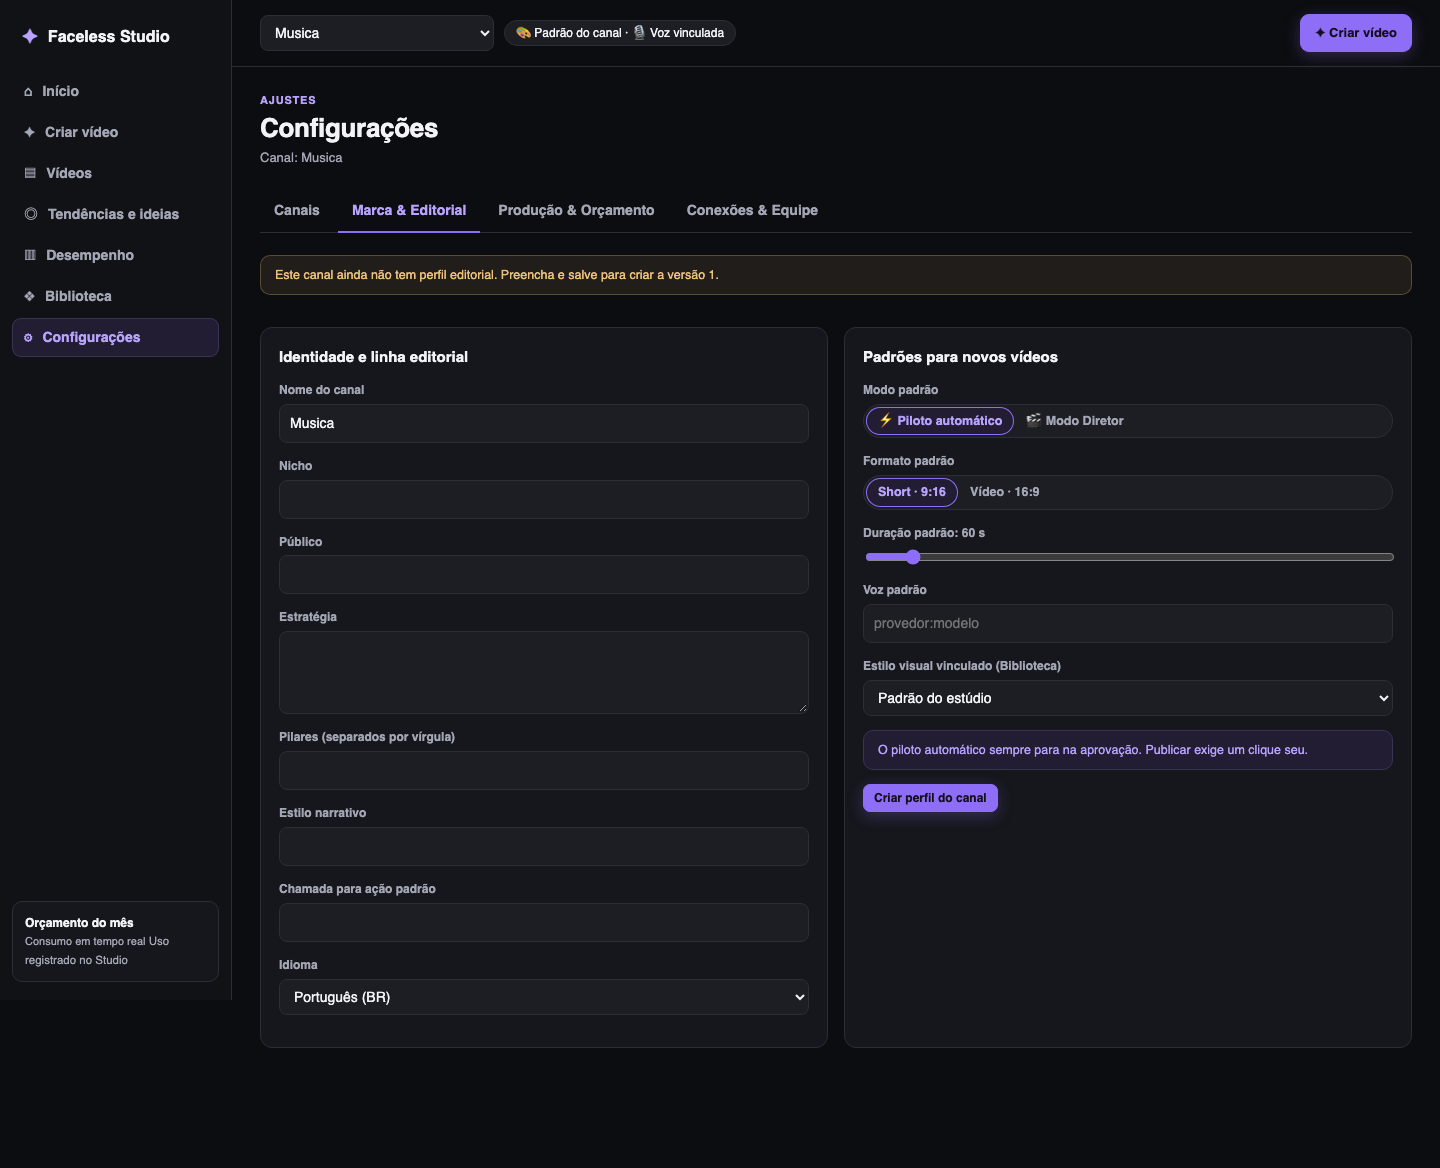 Faceless Studio
Início
Criar vídeo
Vídeos
Tendências e ideias
Desempenho
Biblioteca
Configurações
Orçamento do mês
Consumo em tempo real Uso
registrado no Studio
Musica
Padrão do canal · Voz vinculada
Criar vídeo
AJUSTES
Configurações
Canal: Musica
Canais
Marca & Editorial
Produção & Orçamento
Conexões & Equipe
Este canal ainda não tem perfil editorial. Preencha e salve para criar a versão 1.
Identidade e linha editorial
Nome do canal
Musica
Nicho
Público
Estratégia
Pilares (separados por vírgula)
Estilo narrativo
Chamada para ação padrão
Idioma
Português (BR)
Padrões para novos vídeos
Modo padrão
Piloto automático
Modo Diretor
Formato padrão
Short · 9:16
Vídeo · 16:9
Duração padrão: 60 s
Voz padrão
provedor:modelo
Estilo visual vinculado (Biblioteca)
Padrão do estúdio
O piloto automático sempre para na aprovação. Publicar exige um clique seu.
Criar perfil do canal